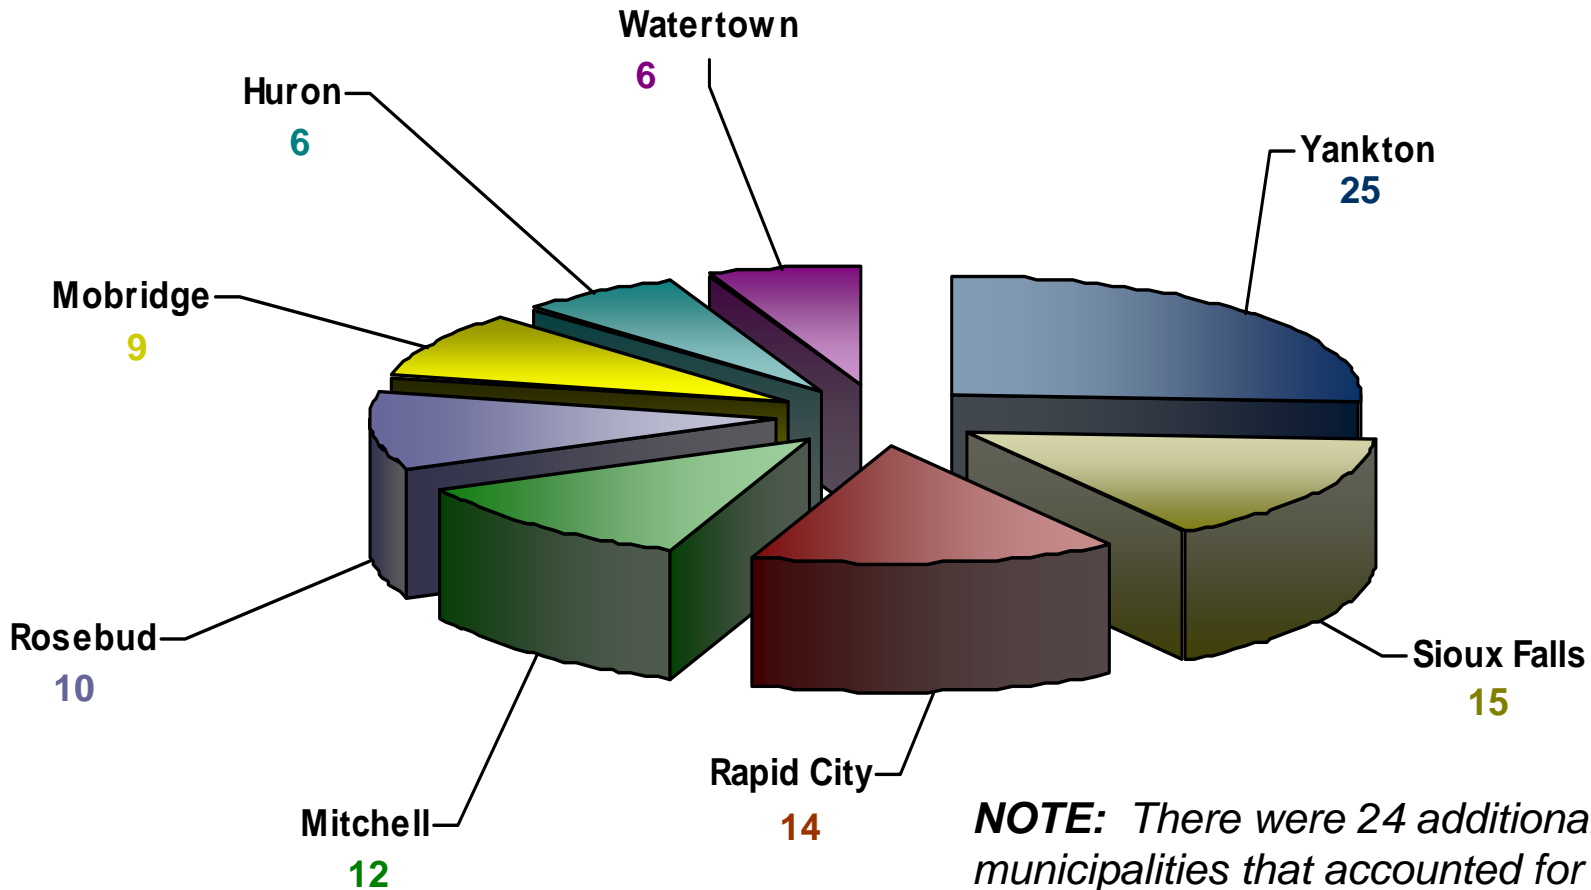 Watertown
6
Huron
6
Yankton
25
Mobridge
9
Rosebud
10
Sioux Falls
15
Rapid City
14
Mitchell
12
NOTE: There were 24 additional
municipalities that accounted for